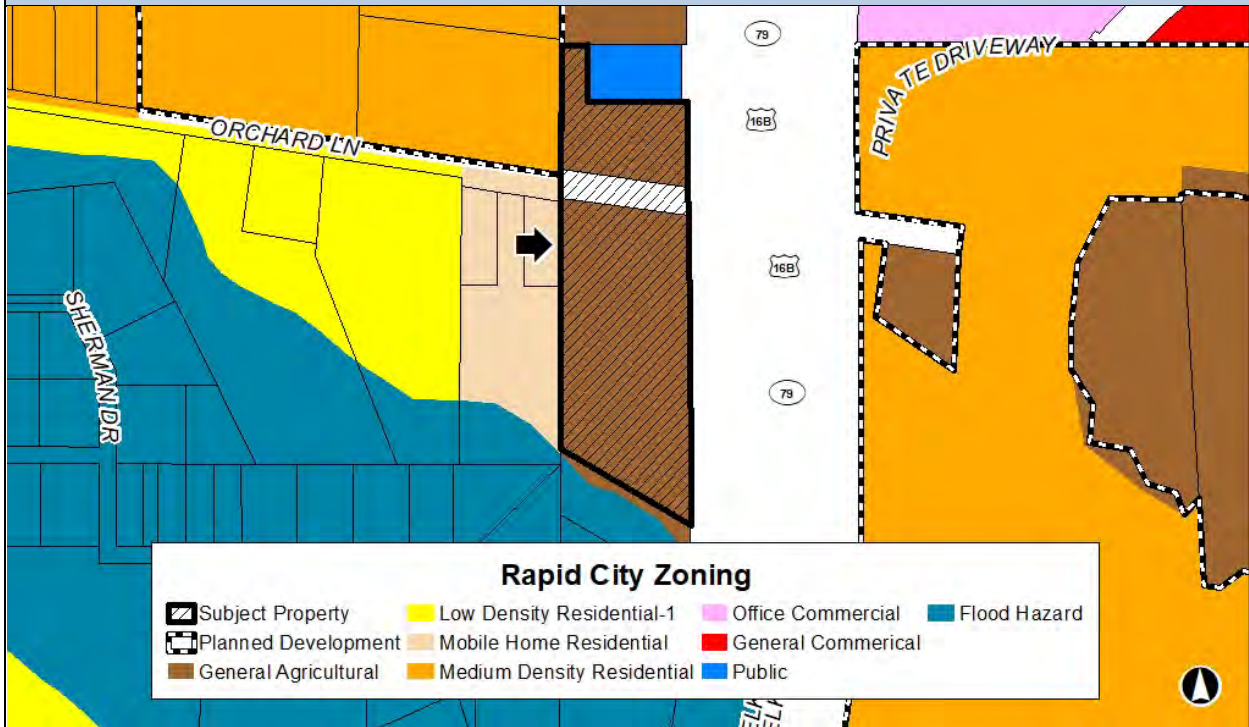 79
PRIVATE DRIVEWAY
16B
ORCHARD LN
16B
SHERMAN DR
79
Rapid City Zoning
Subject Property
Low Density Residential-1
Office Commercial
Flood Hazard
Planned Development
Mobile Home Residential
General Commerical
General Agricultural
Medium Density Residential
Public